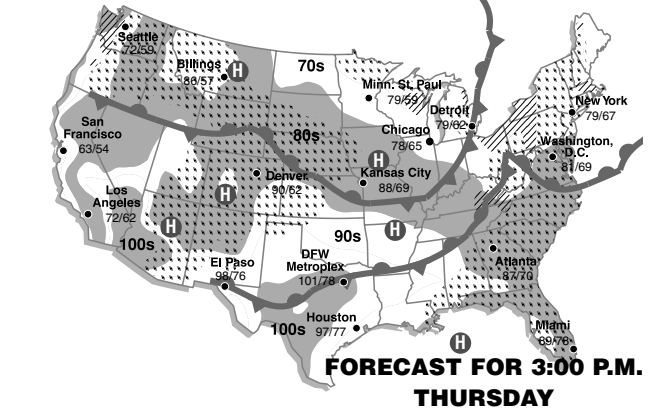 Seattle
72/59
Billings
86/57
H
70s
Minn. St. Paul
79/59
Detroit
79/62
New York
79/67
San
Francisco
63/54
80s
Chicago
78/65
Washington,
D.C.
81/69
H
Denver
90/62
Kansas City
88/69
Los
Angeles
72/62
H
H
100s
90s
H
El Paso
98/76
DFW
Metroplex
101/78
Atlanta
87/70
100s
Houston
97/77
H
Miami
89/78
FORECAST FOR 3:00 P.M.
THURSDAY